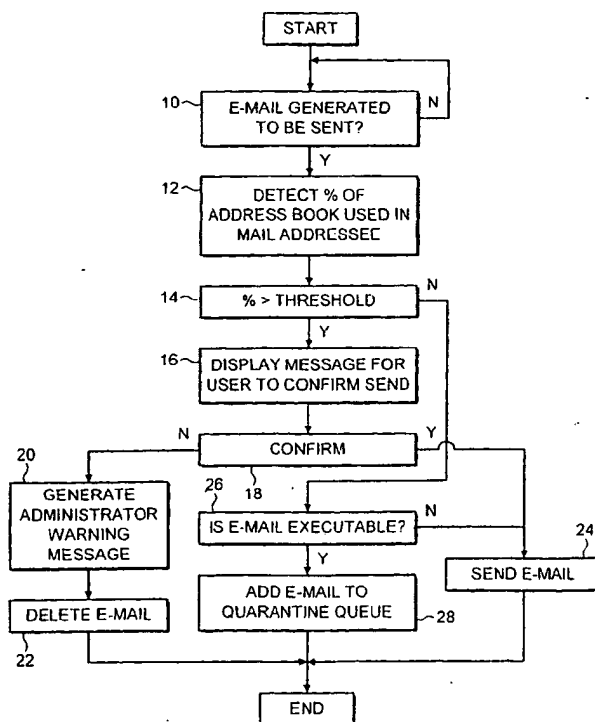 START
10
E-MAIL GENERATED
TO BE SENT?
N
Y
12
DETECT % OF
ADDRESS BOOK USED IN
MAIL ADDRESSEE
14
% > THRESHOLD
N
Y
16
DISPLAY MESSAGE FOR
USER TO CONFIRM SEND
N
CONFIRM
Y
18
20
GENERATE
ADMINISTRATOR
WARNING
MESSAGE
26
IS E-MAIL EXECUTABLE?
N
Y
24
SEND E-MAIL
DELETE E-MAIL
22
ADD E-MAIL TO
QUARANTINE QUEUE
28
END